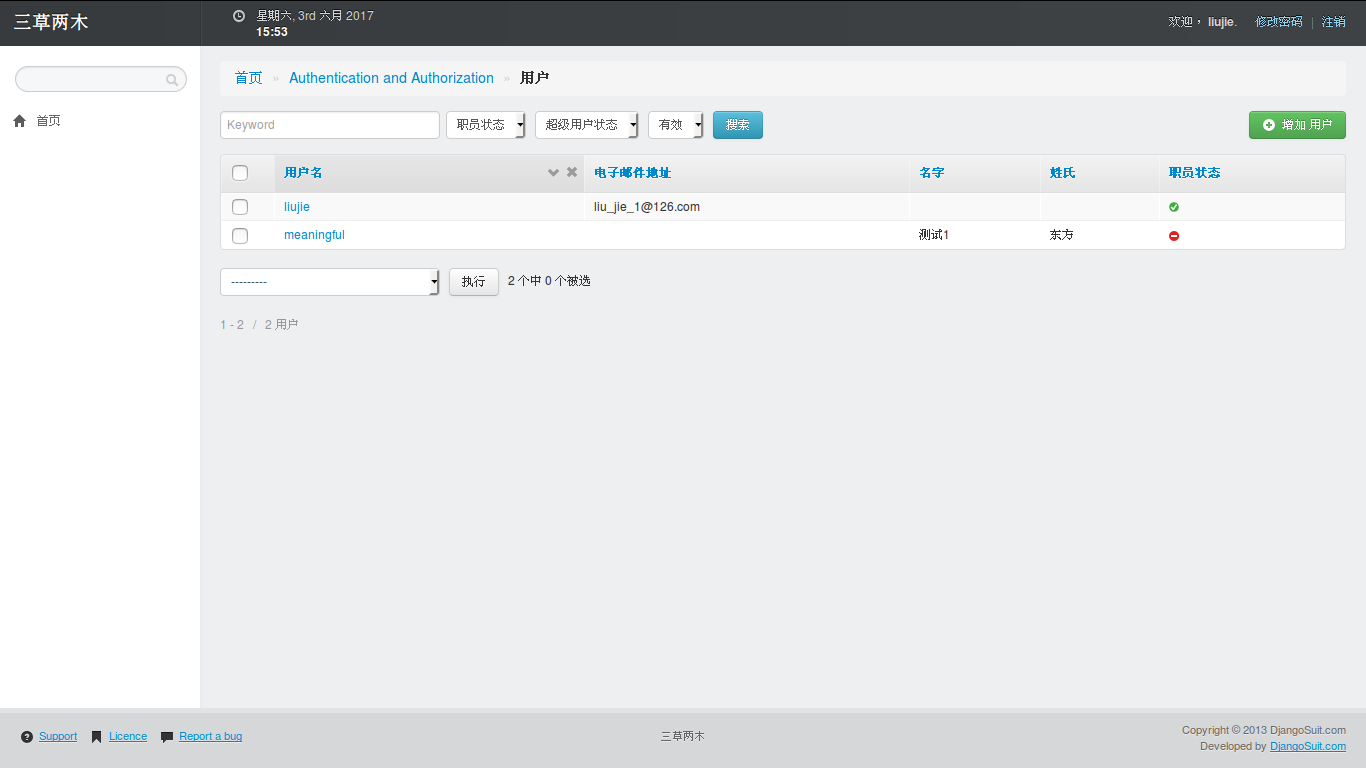 三草两木
星期六, 3rd 六月 2017
15:53
欢迎， liujie. 修改密码 | 注销
首页
首页 » Authentication and Authorization » 用户
Keyword 职员状态 超级用户状态 有效 搜索 增加 用户
用户名 电子邮件地址 名字 姓氏 职员状态
liujie liu_jie_1@126.com
meaningful 测试1 东方
--------- 执行 2 个中 0 个被选
1 - 2 / 2 用户
Support Licence Report a bug
三草两木
Copyright © 2013 DjangoSuit.com
Developed by DjangoSuit.com